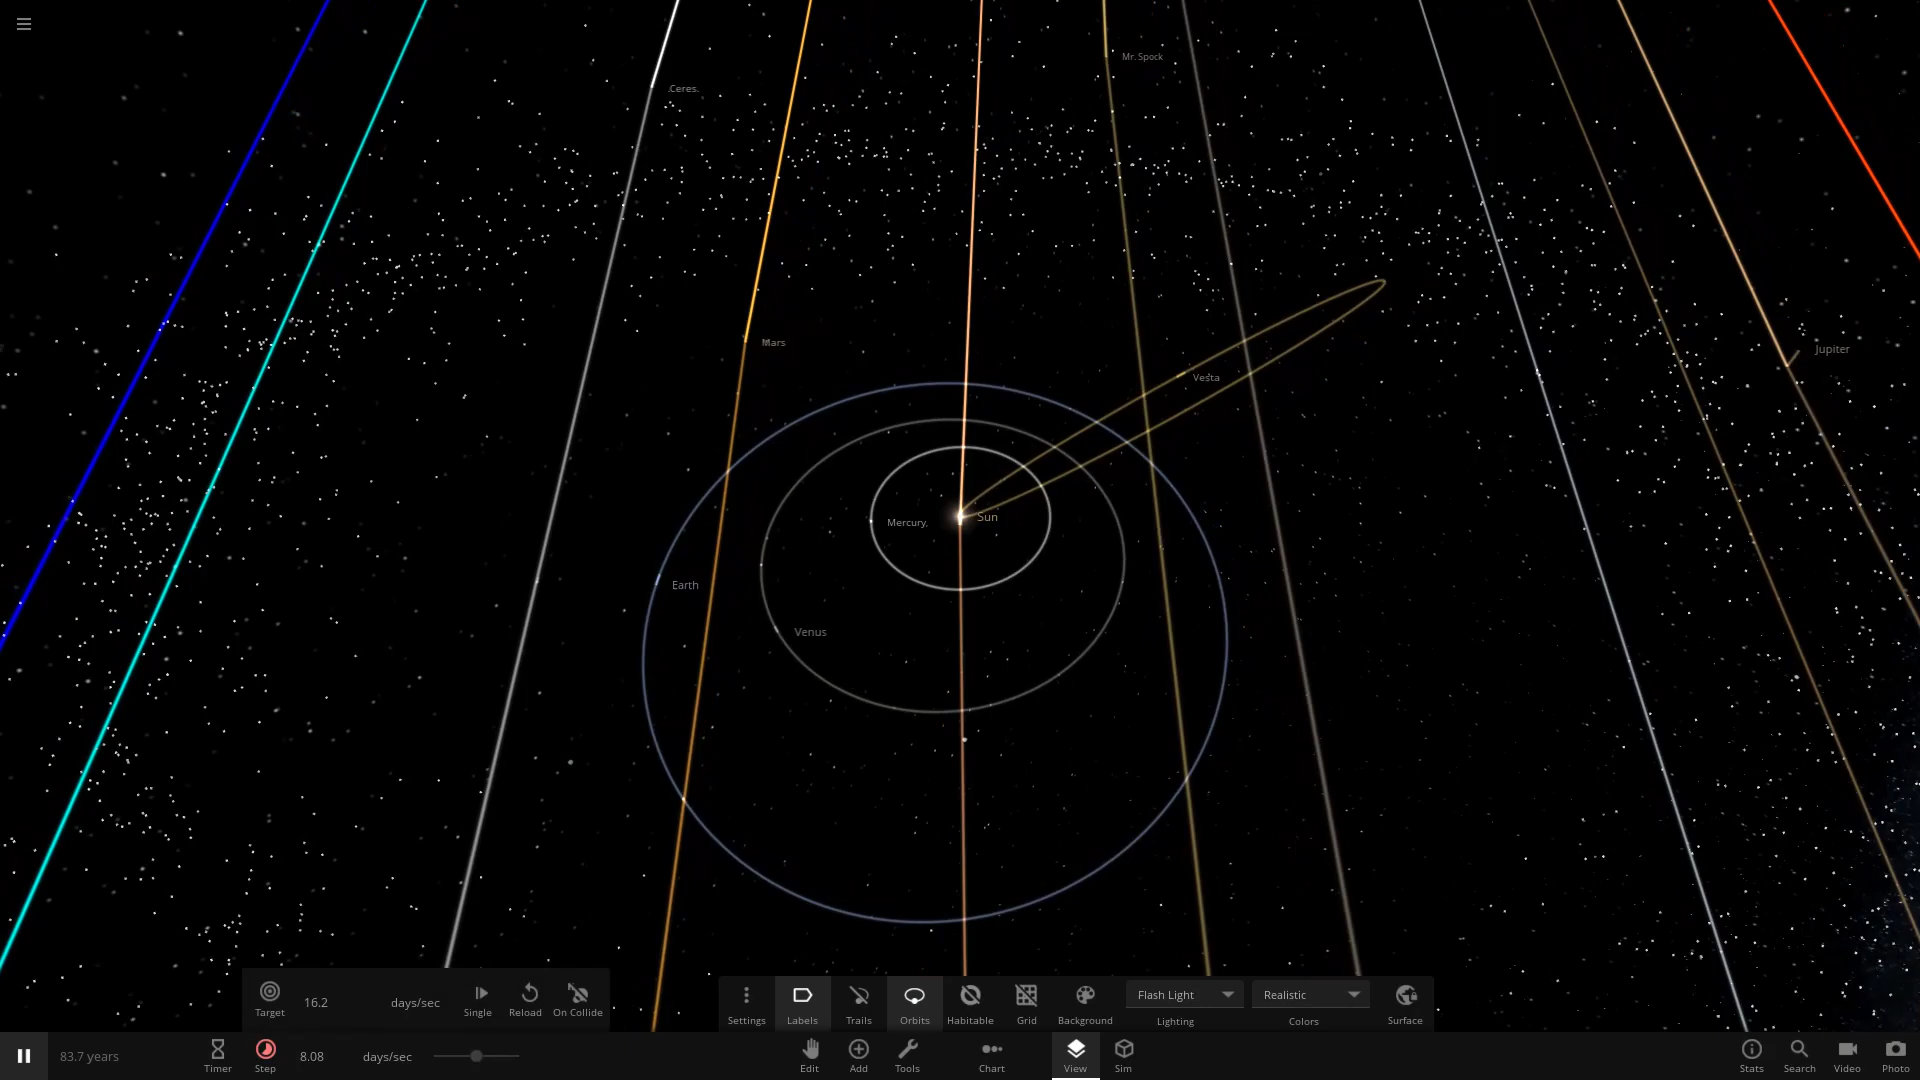 Mr. Spock
Ceres
Mars
Jupiter
Vesta
Mercury
Sun
Earth
Venus
Target
16.2
days/sec
Single
Reload
On Collide
Settings
Labels
Trails
Orbits
Habitable
Grid
Background
Flash Light
Lighting
Realistic
Colors
Surface
83.7 years
Timer
Step
8.08
days/sec
Edit
Add
Tools
Chart
View
Sim
Stats
Search
Video
Photo